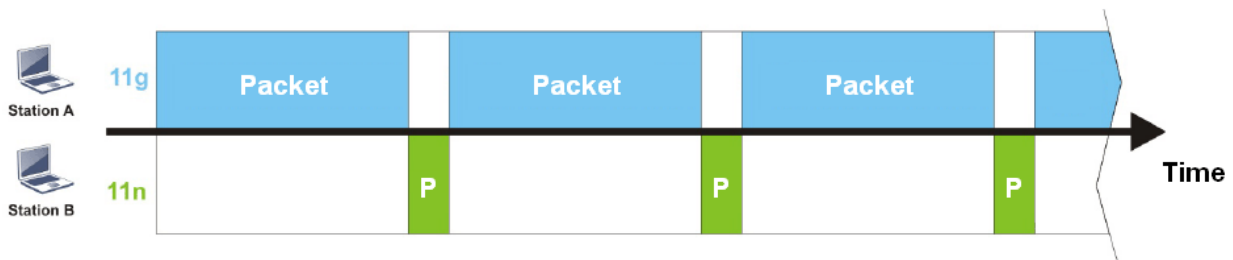 11g Packet Packet Packet
Station A
11n P P P
Station B
Time